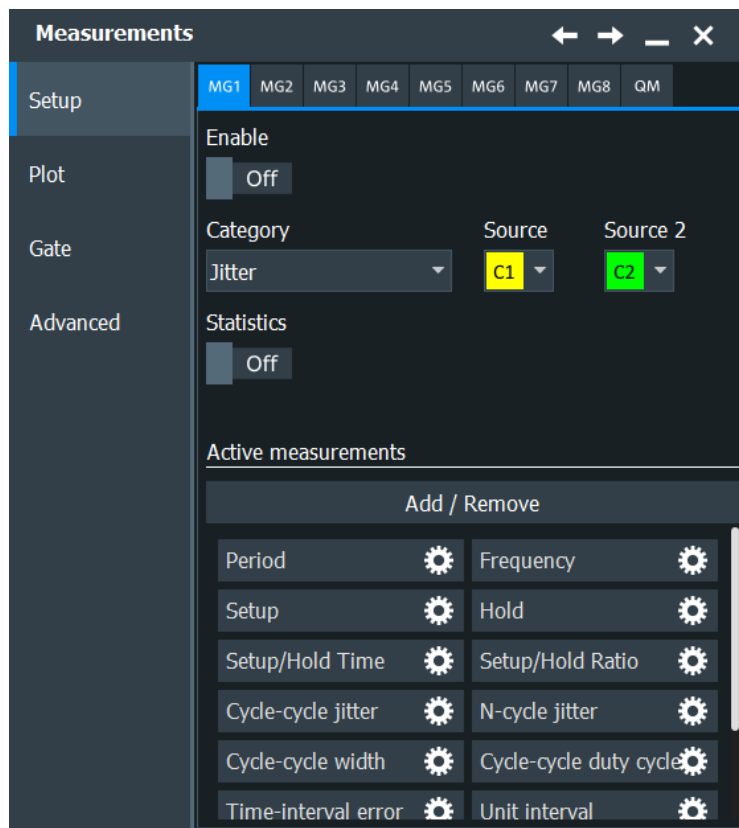 Measurements
Setup
Plot
Gate
Advanced
MG1 MG2 MG3 MG4 MG5 MG6 MG7 MG8 QM
Enable
Off
Category Source Source 2
Jitter C1 C2
Statistics
Off
Active measurements
Add / Remove
Period Frequency
Setup Hold
Setup/Hold Time Setup/Hold Ratio
Cycle-cycle jitter N-cycle jitter
Cycle-cycle width Cycle-cycle duty cycle
Time-interval error Unit interval